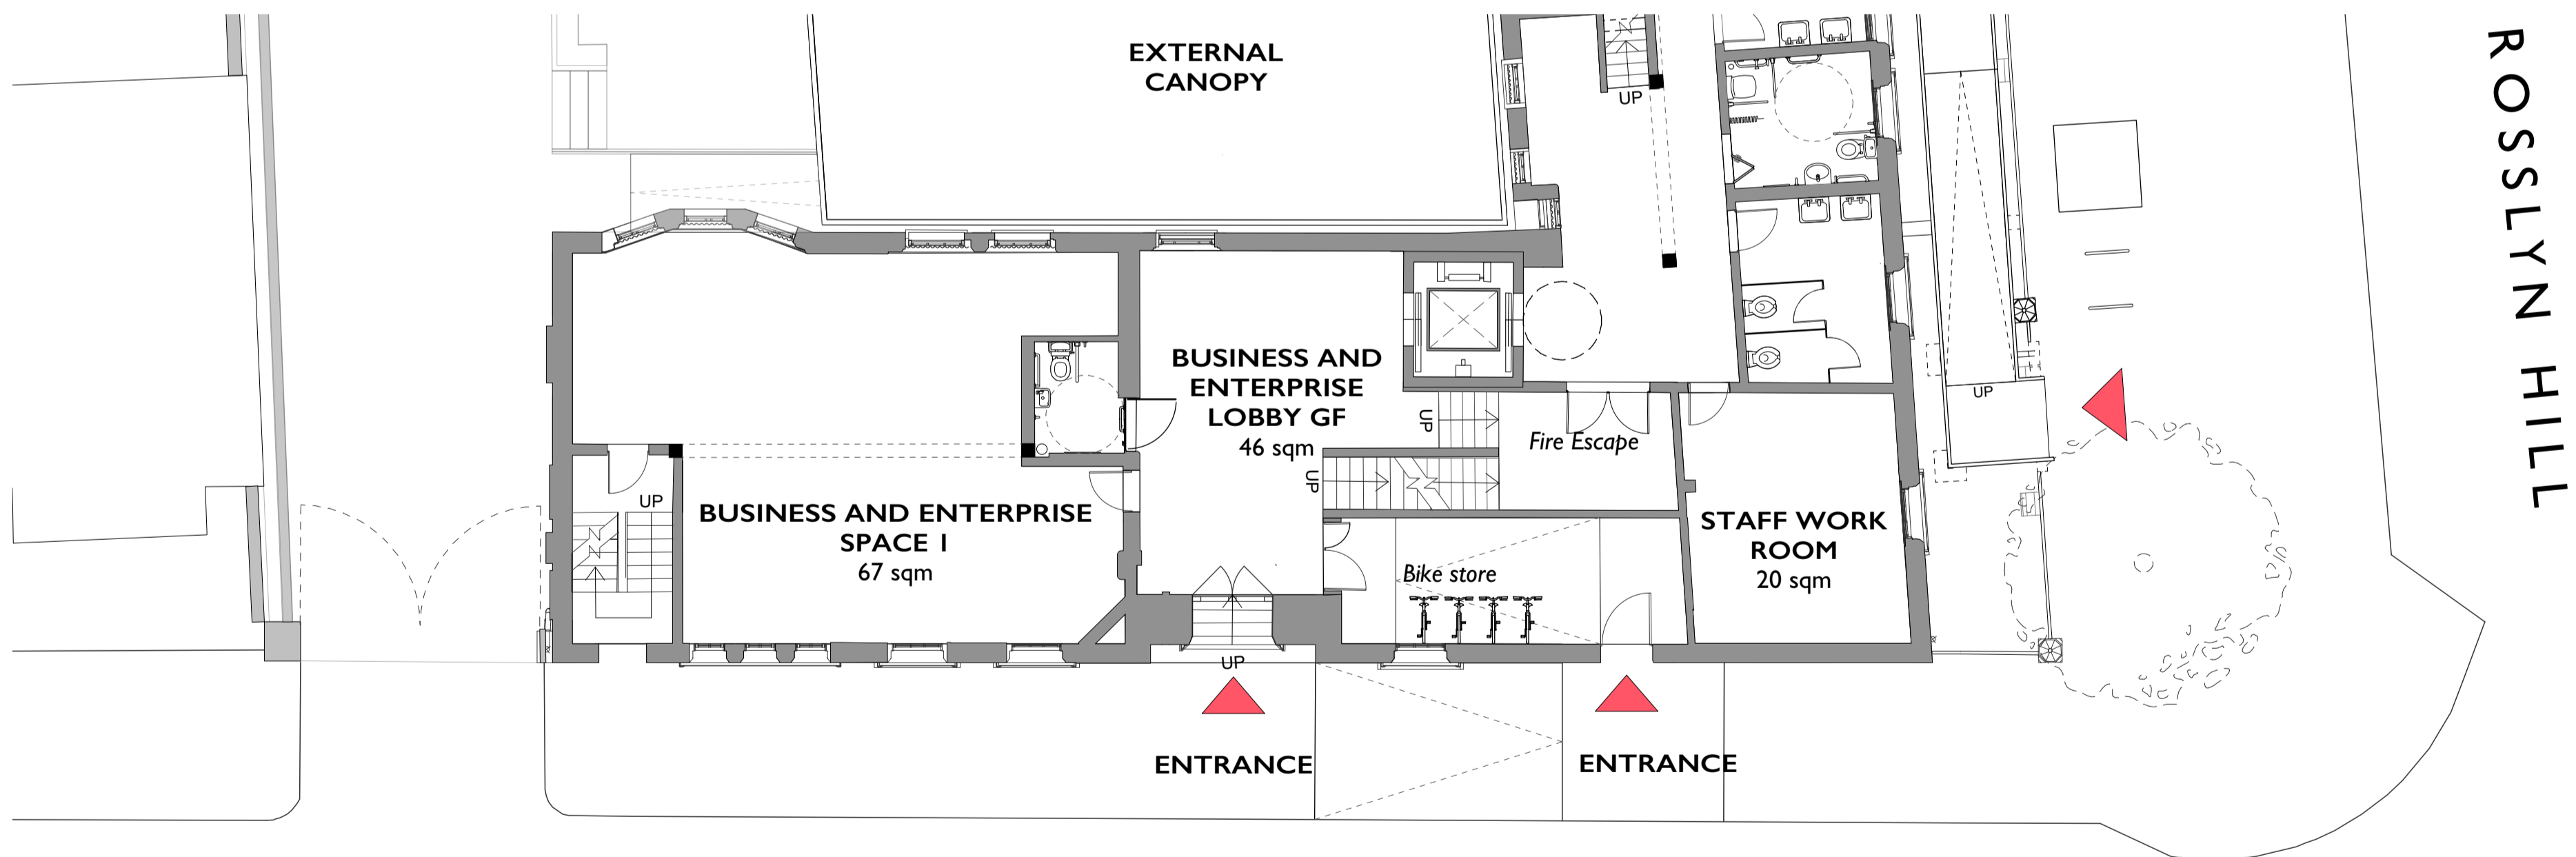 EXTERNAL
CANOPY
UP
ROSSLYN HILL
BUSINESS AND
ENTERPRISE
LOBBY GF
46 sqm
UP
UP
Fire Escape
UP
UP
BUSINESS AND ENTERPRISE
SPACE 1
67 sqm
Bike store
STAFF WORK
ROOM
20 sqm
UP
ENTRANCE
ENTRANCE